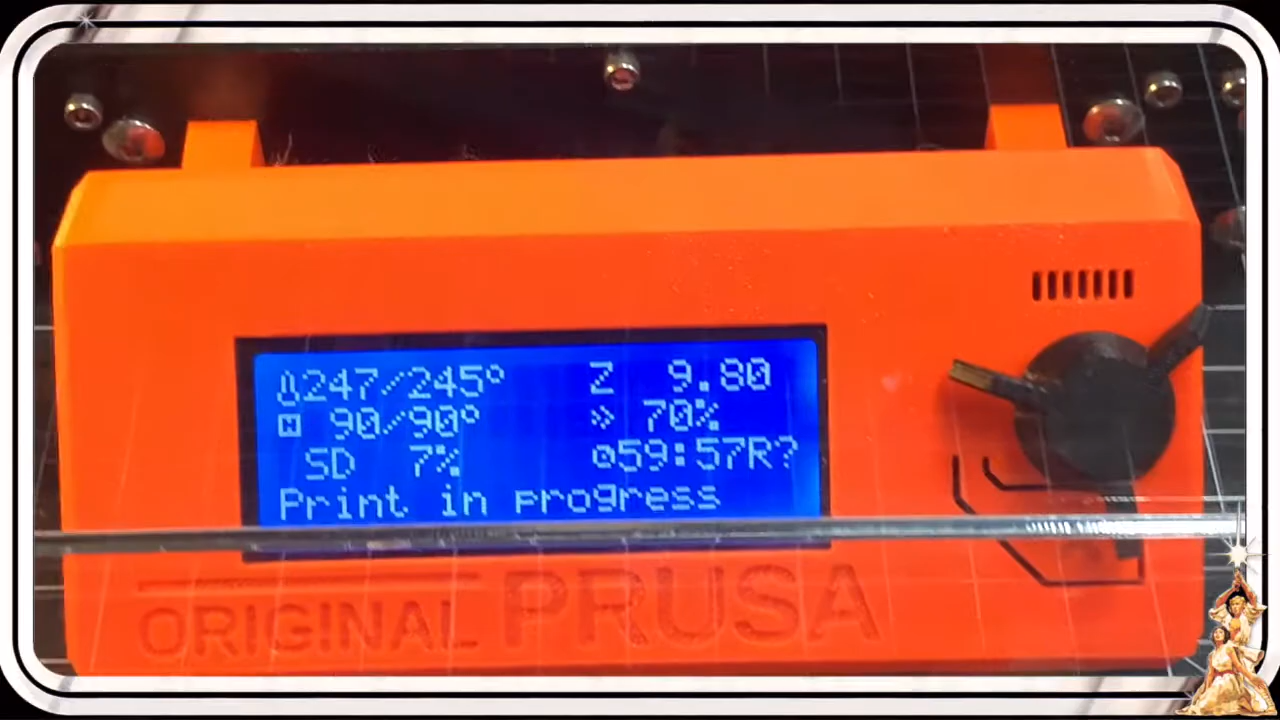 247/245° Z 9.80
90/90° 70%
SD 7% 59:57R?
Print in progress
ORIGINAL PRUSA